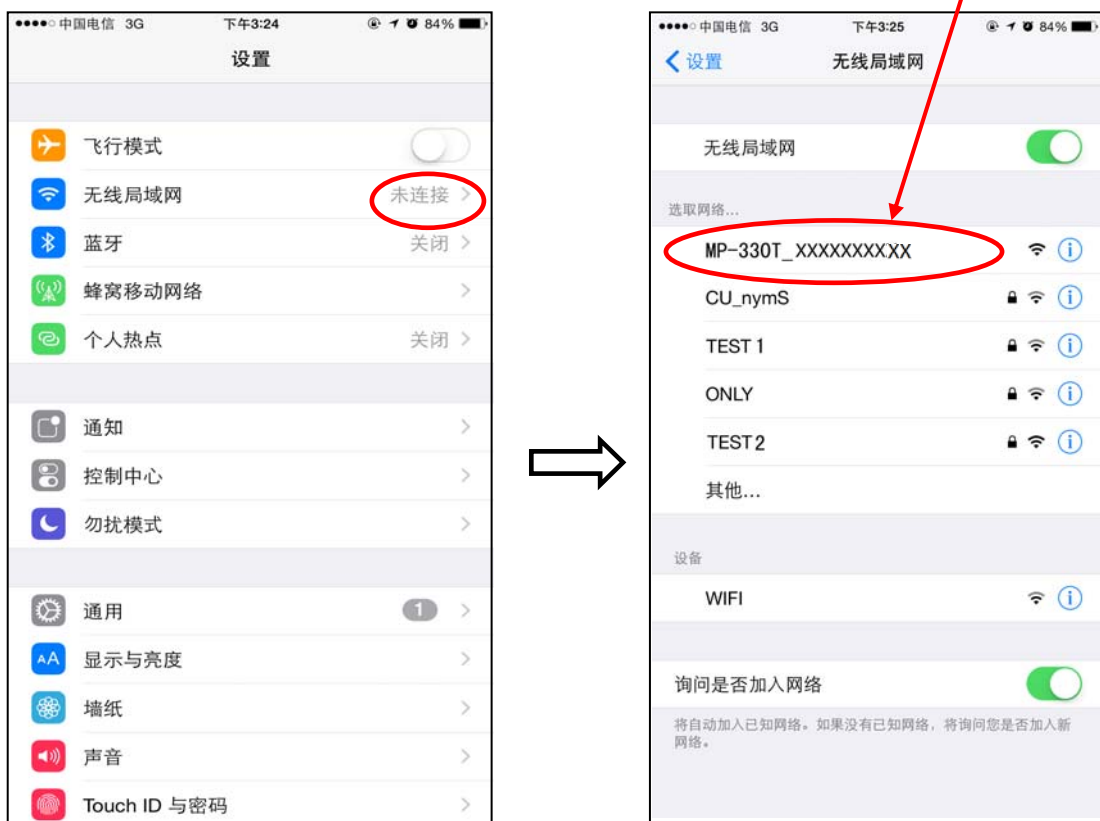 中国电信 3G 下午3:24 84%
设置
飞行模式
无线局域网 未连接
蓝牙 关闭
蜂窝移动网络
个人热点 关闭
通知
控制中心
勿扰模式
通用 1
AA 显示与亮度
墙纸
声音
Touch ID 与密码
中国电信 3G 下午3:25 84%
设置 无线局域网
无线局域网
选取网络...
MP-330T_XXXXXXXXXX
CU_nymS
TEST 1
ONLY
TEST 2
其他...
设备
WIFI
询问是否加入网络
将自动加入已知网络。如果没有已知网络，将询问您是否加入新
网络。